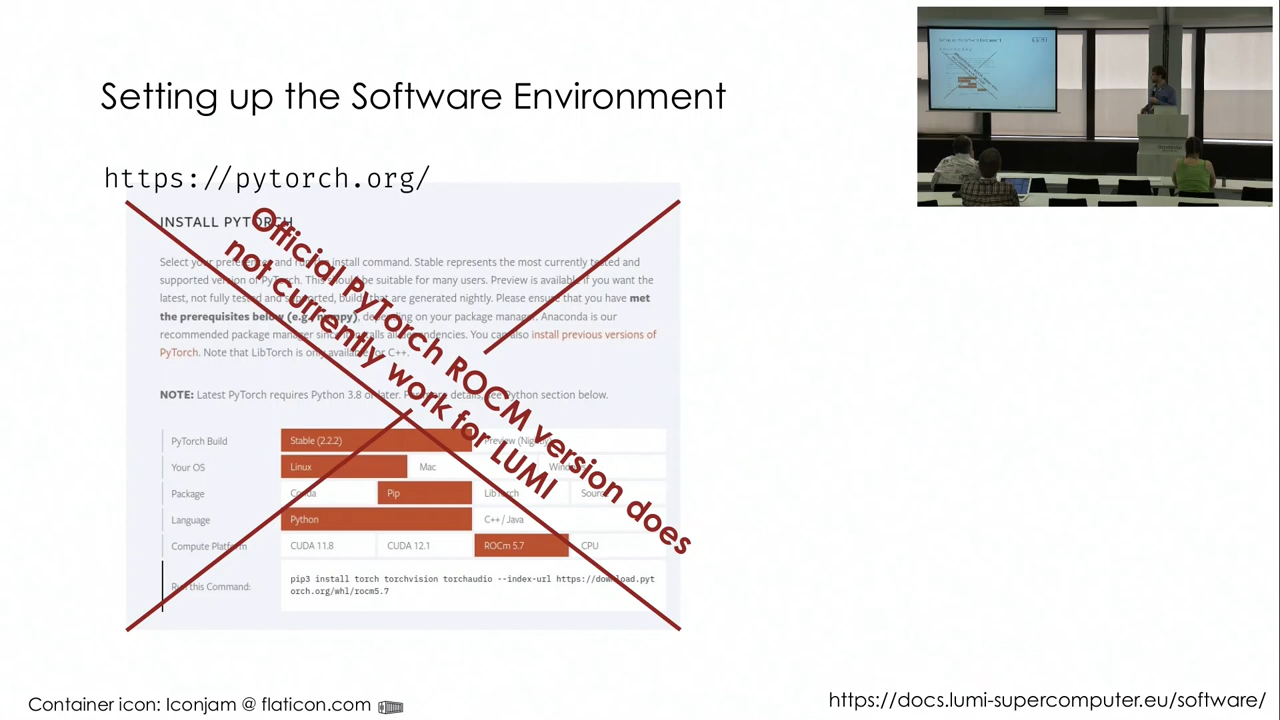 Setting up the Software Environment
https://pytorch.org/
INSTALL PYTORCH
Select your preferences and run the install command. Stable represents the most currently tested and
supported version of PyTorch. This should be suitable for many users. Preview is available if you want the
latest, not fully tested and supported, builds that are generated nightly. Please ensure that you have met
the prerequisites below (e.g., numpy), depending on your package manager. Anaconda is our
recommended package manager since it installs all dependencies. You can also install previous versions of
PyTorch. Note that LibTorch is only available for C++.
NOTE: Latest PyTorch requires Python 3.8 or later. For more details, see Python section below.
Official PyTorch ROCM version does
not currently work for LUMI
PyTorch Build Stable (2.2.2) Preview (Nightly)
Your OS Linux Mac Windows
Package Conda Pip LibTorch Source
Language Python C++ / Java
Compute Platform CUDA 11.8 CUDA 12.1 ROCm 5.7 CPU
Run this Command: pip3 install torch torchvision torchaudio --index-url https://download.pyt
orch.org/whl/rocm5.7
Container icon: Iconjam @ flaticon.com
https://docs.lumi-supercomputer.eu/software/